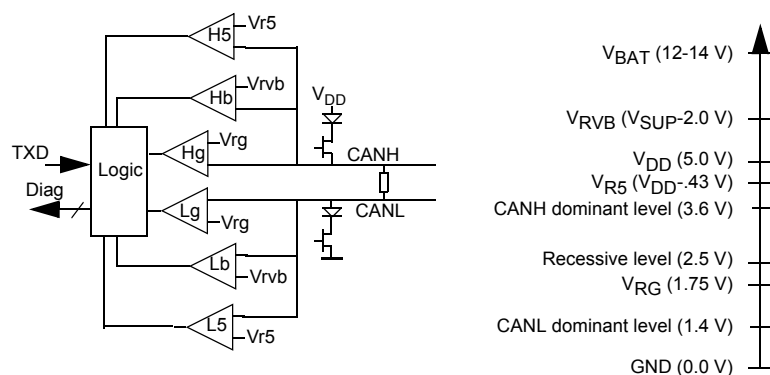 Vr5
H5
Vrvb
Hb
VDD
TXD
Logic
Vrg
Hg
CANH
Diag
Lg
CANL
Vrg
Lb
Vrvb
L5
Vr5
VBAT (12-14 V)
VRVB (VSUP-2.0 V)
VDD (5.0 V)
VR5 (VDD-.43 V)
CANH dominant level (3.6 V)
Recessive level (2.5 V)
VRG (1.75 V)
CANL dominant level (1.4 V)
GND (0.0 V)